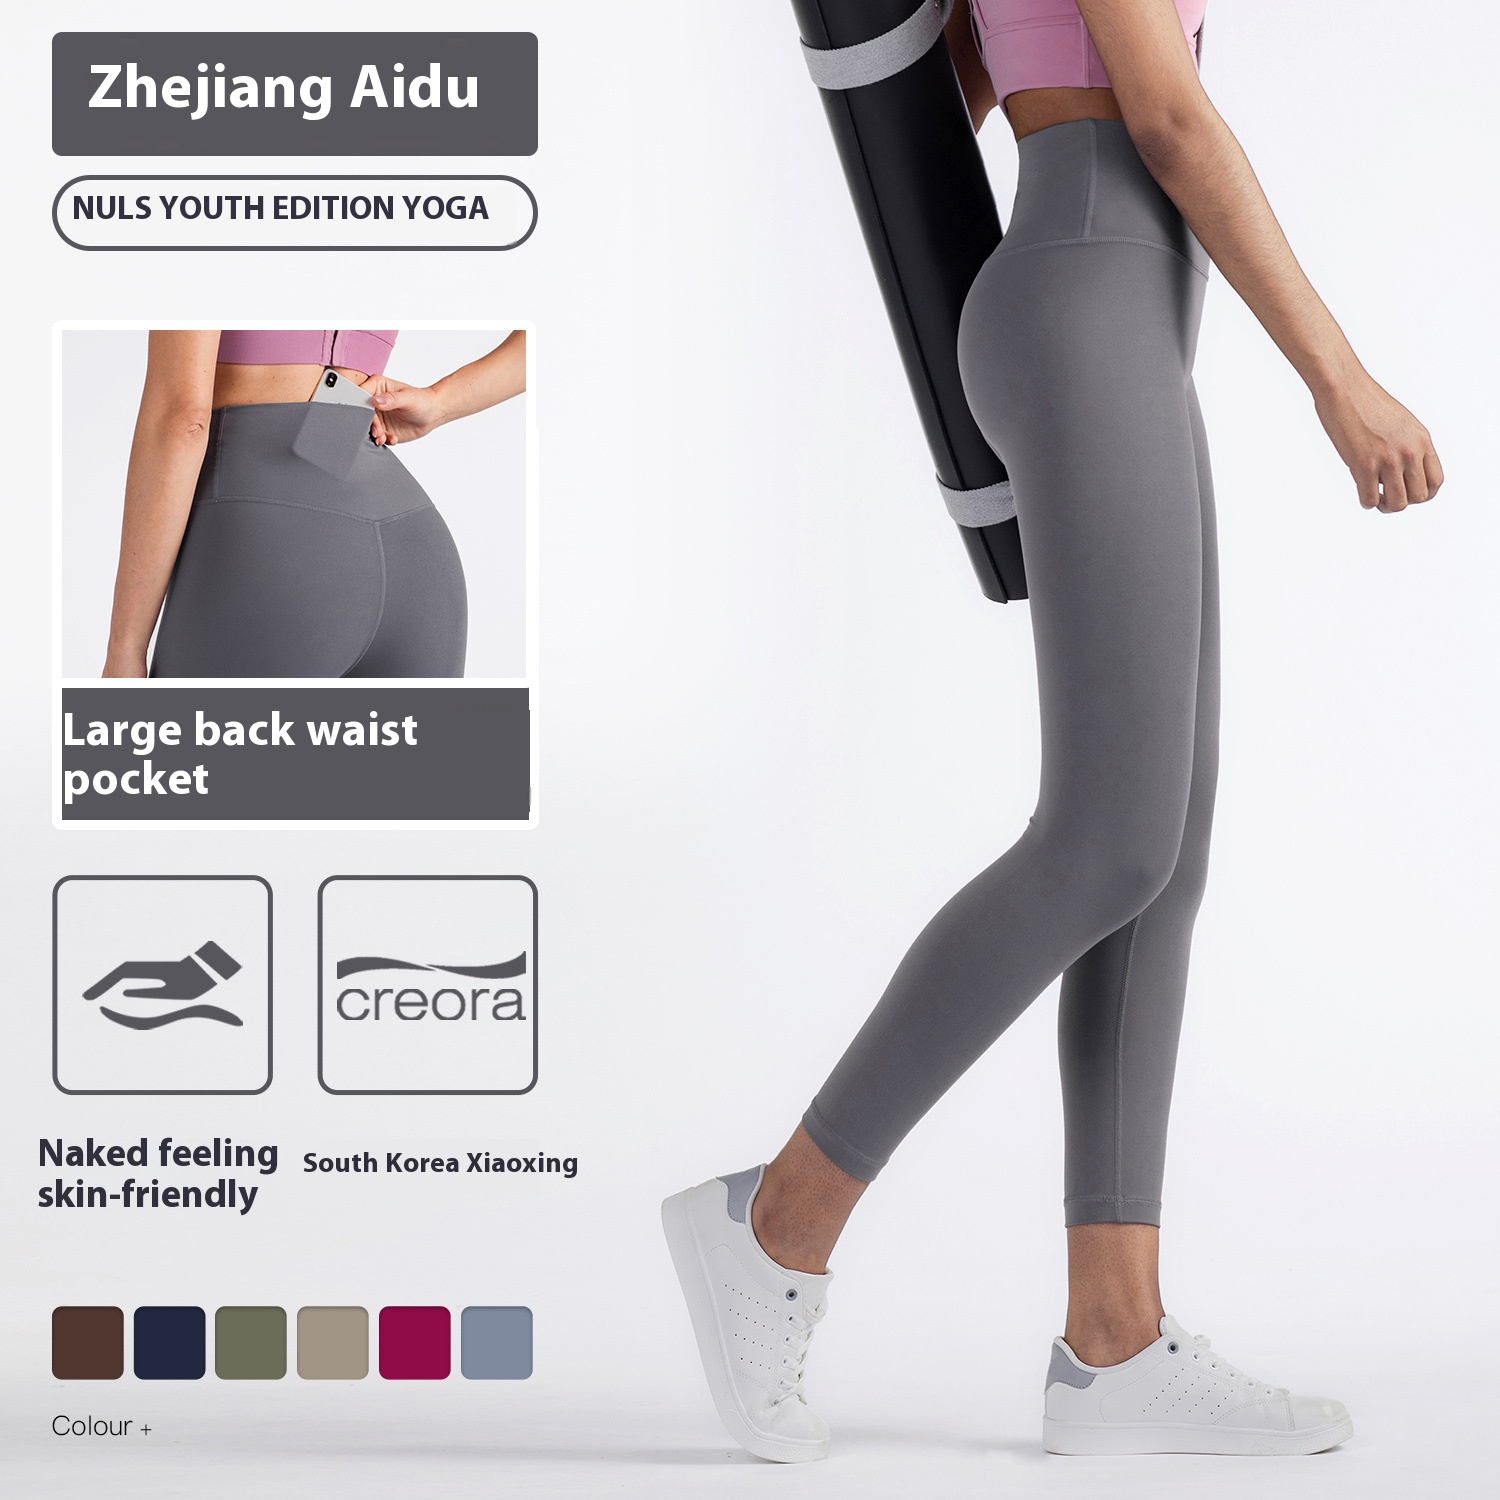 Zhejiang Aidu
NULS YOUTH EDITION YOGA
Large back waist
pocket
creora
Naked feeling
skin-friendly
South Korea Xiaoxing
Colour +